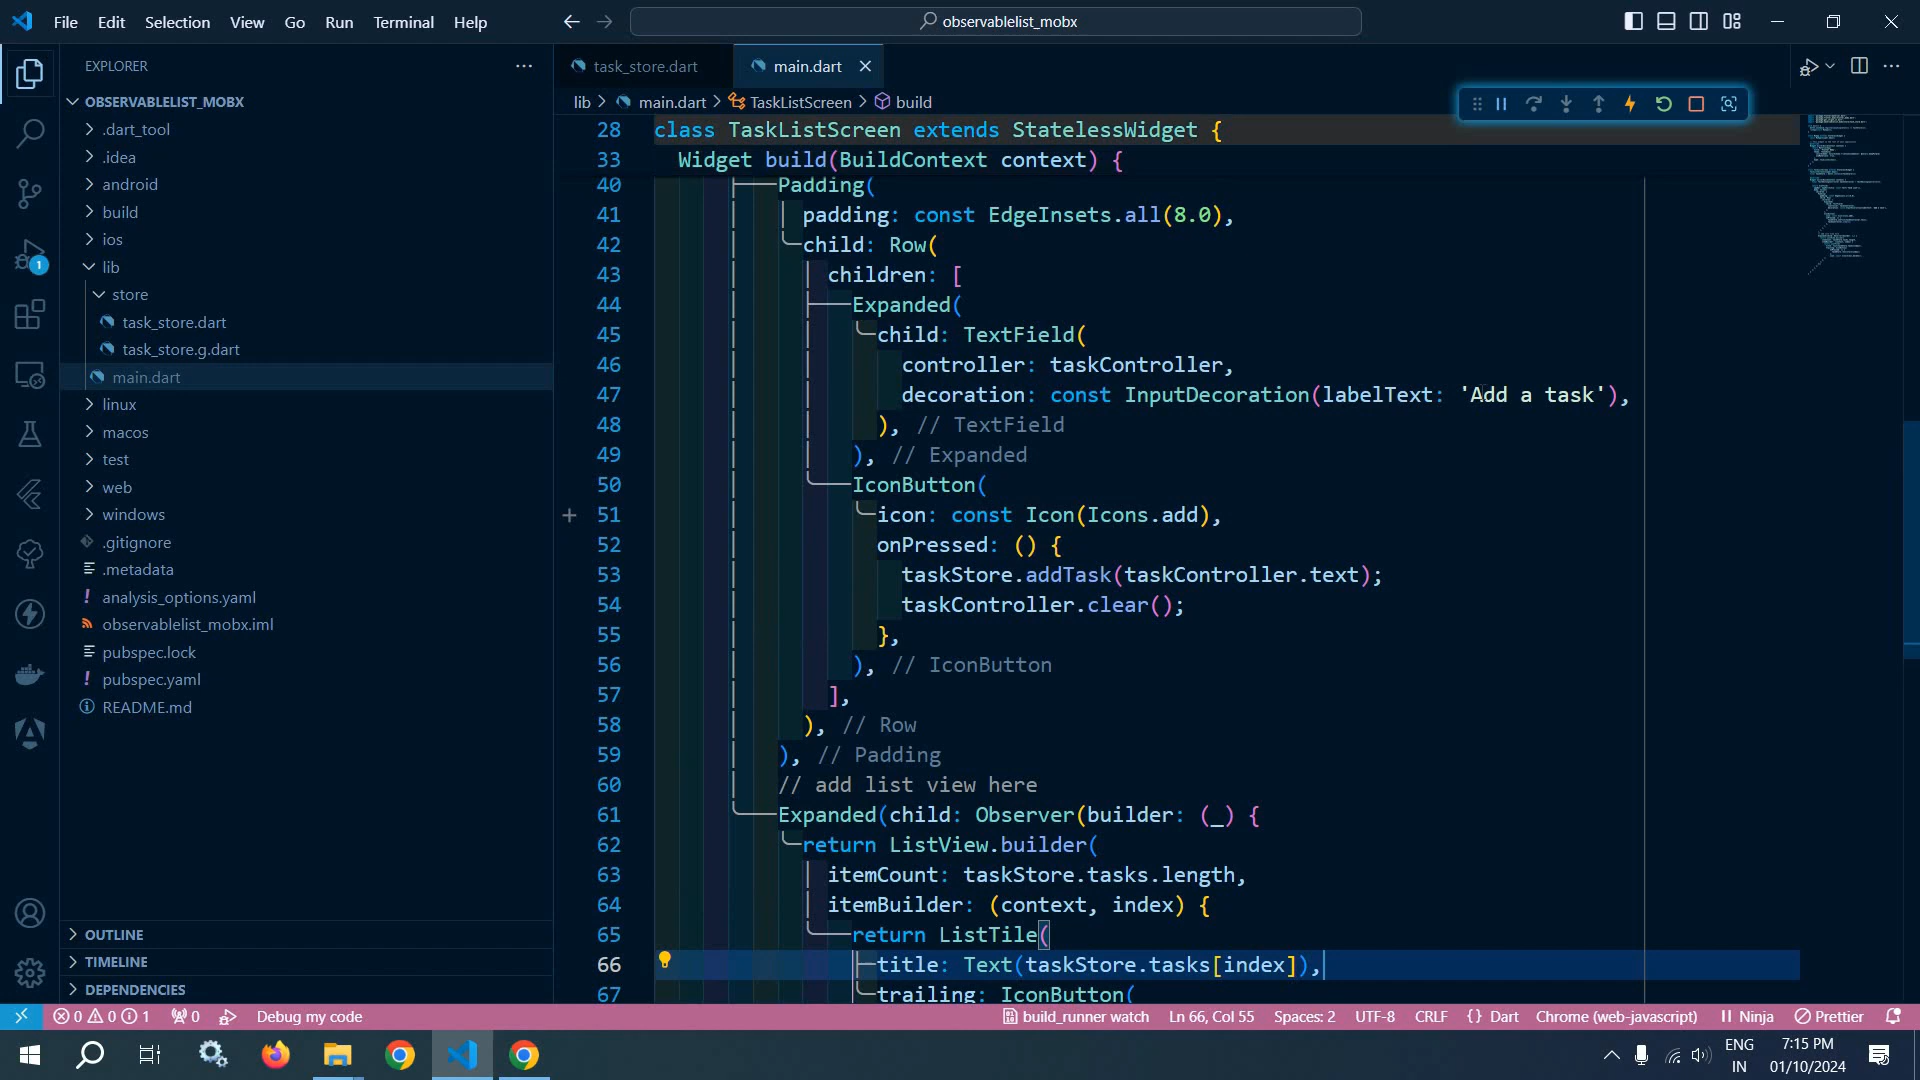 File Edit Selection View Go Run Terminal Help
observablelist_mobx
EXPLORER
OBSERVABLELIST_MOBX
.dart_tool
.idea
android
build
ios
lib
store
task_store.dart
task_store.g.dart
main.dart
linux
macos
test
web
windows
.gitignore
.metadata
analysis_options.yaml
observablelist_mobx.iml
pubspec.lock
pubspec.yaml
README.md
OUTLINE
TIMELINE
DEPENDENCIES
1
task_store.dart main.dart
lib > main.dart > TaskListScreen > build
28 class TaskListScreen extends StatelessWidget {
33 Widget build(BuildContext context) {
40 Padding(
41 padding: const EdgeInsets.all(8.0),
42 child: Row(
43 children: [
44 Expanded(
45 child: TextField(
46 controller: taskController,
47 decoration: const InputDecoration(labelText: 'Add a task'),
48 ), // TextField
49 ), // Expanded
50 IconButton(
51 icon: const Icon(Icons.add),
52 onPressed: () {
53 taskStore.addTask(taskController.text);
54 taskController.clear();
55 },
56 ), // IconButton
57 ],
58 ), // Row
59 ), // Padding
60 // add list view here
61 Expanded(child: Observer(builder: (_) {
62 return ListView.builder(
63 itemCount: taskStore.tasks.length,
64 itemBuilder: (context, index) {
65 return ListTile(
66 title: Text(taskStore.tasks[index]),
67 trailing: IconButton(
0 0 1 0 Debug my code build_runner watch Ln 66, Col 55 Spaces: 2 UTF-8 CRLF {} Dart Chrome (web-javascript) Ninja Prettier
ENG
IN
7:15 PM
01/10/2024